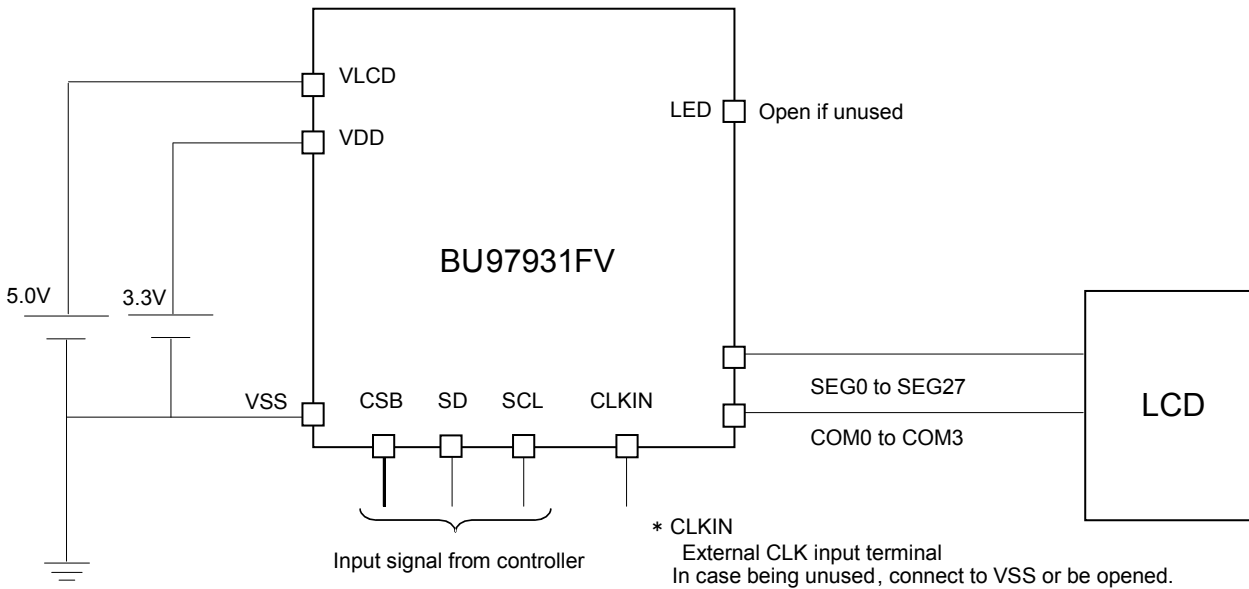 VLCD
LED
Open if unused
VDD
BU97931FV
5.0V
3.3V
VSS
CSB
SD
SCL
CLKIN
SEG0 to SEG27
LCD
COM0 to COM3
* CLKIN
Input signal from controller
External CLK input terminal
In case being unused, connect to VSS or be opened.